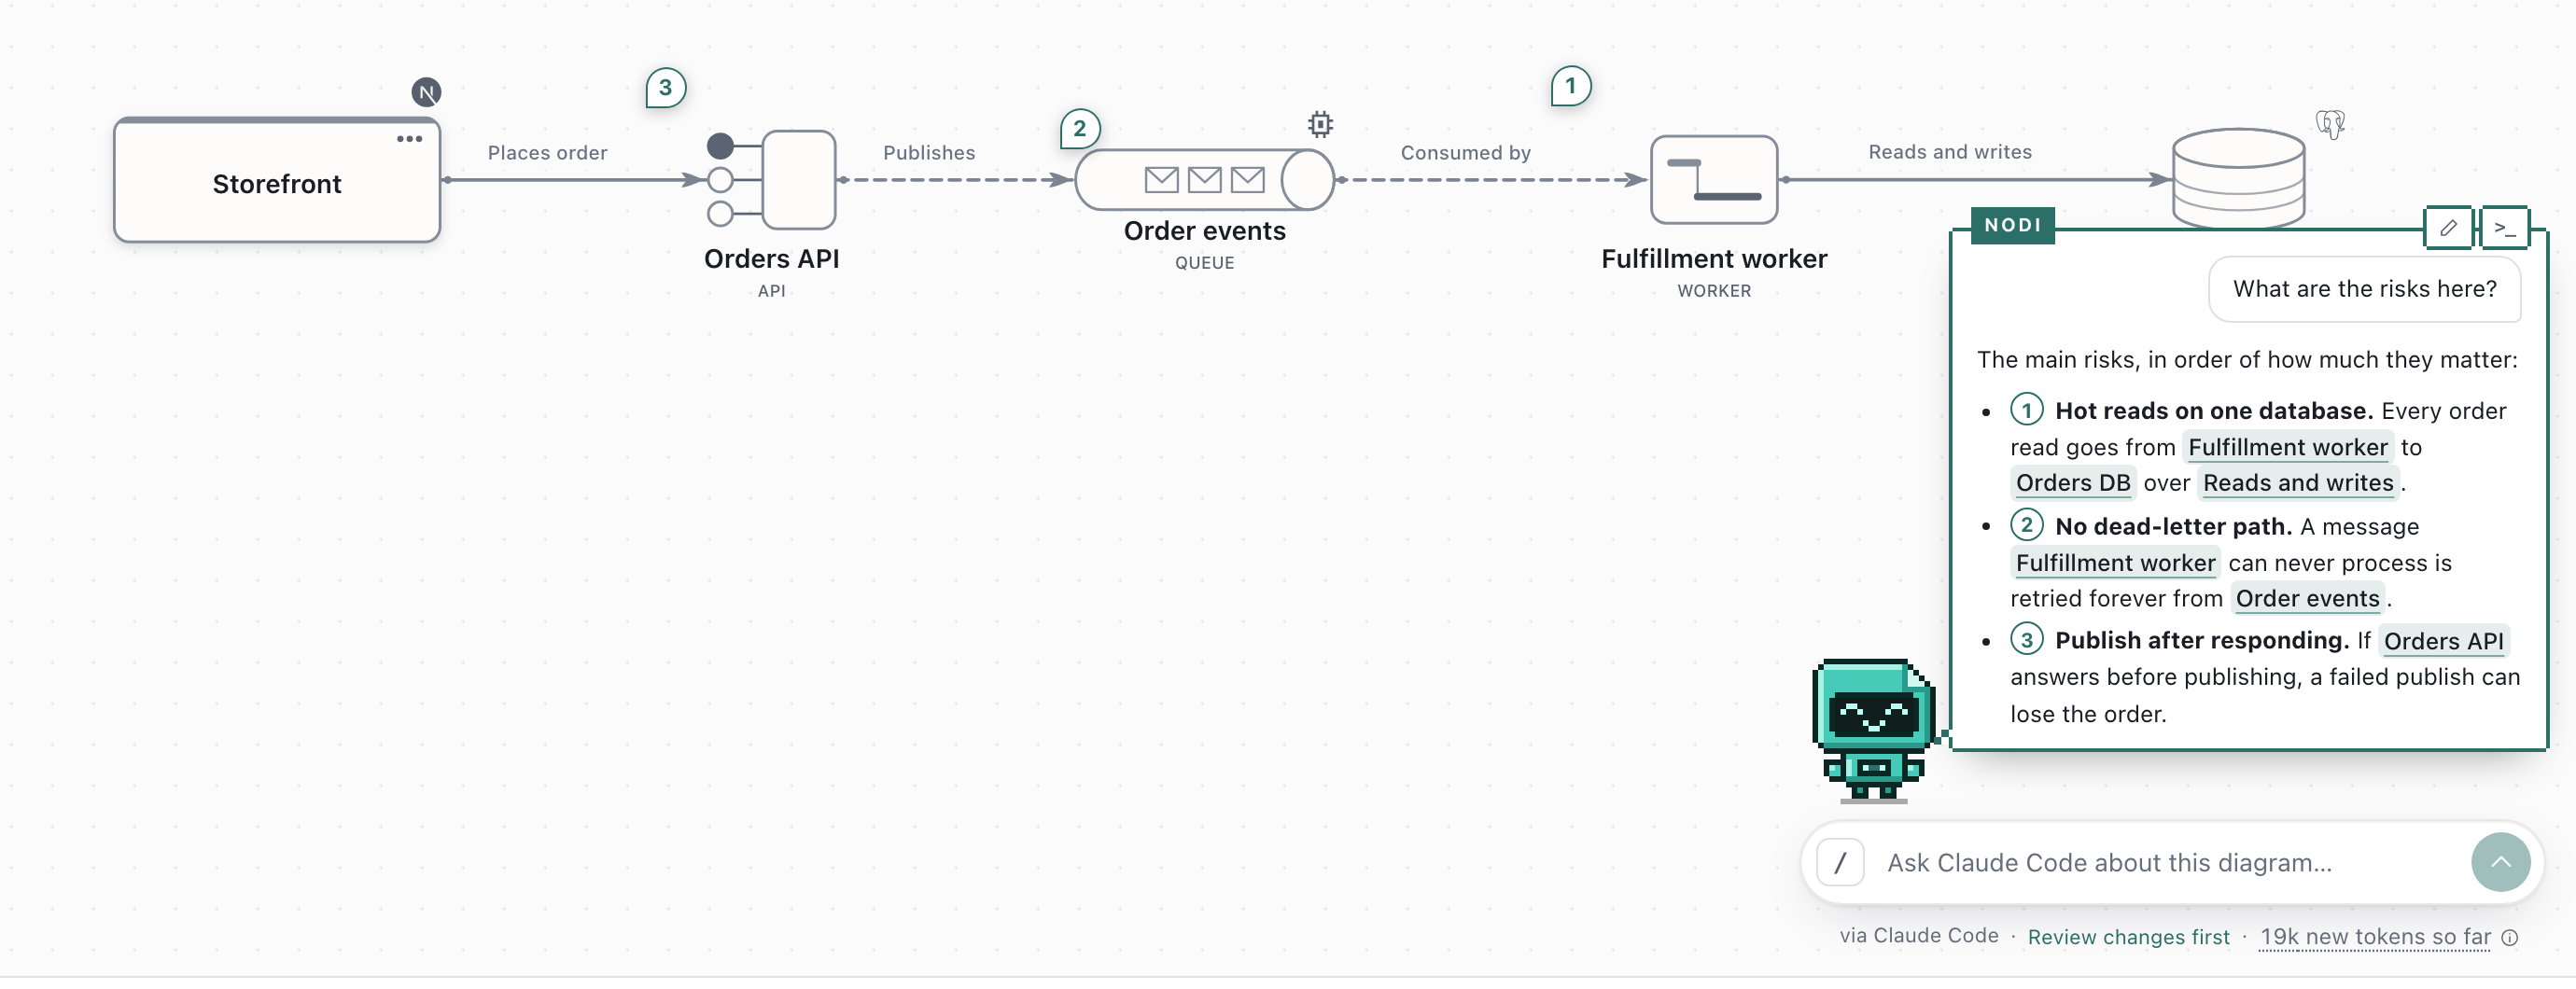 N
3
1
2
Places order
Publishes
Consumed by
Reads and writes
Storefront
Orders API
API
Order events
QUEUE
Fulfillment worker
WORKER
NODI
>_
What are the risks here?
The main risks, in order of how much they matter:
• 1 Hot reads on one database. Every order
read goes from Fulfillment worker to
Orders DB over Reads and writes.
• 2 No dead-letter path. A message
Fulfillment worker can never process is
retried forever from Order events.
• 3 Publish after responding. If Orders API
answers before publishing, a failed publish can
lose the order.
/ Ask Claude Code about this diagram...
via Claude Code · Review changes first · 19k new tokens so far